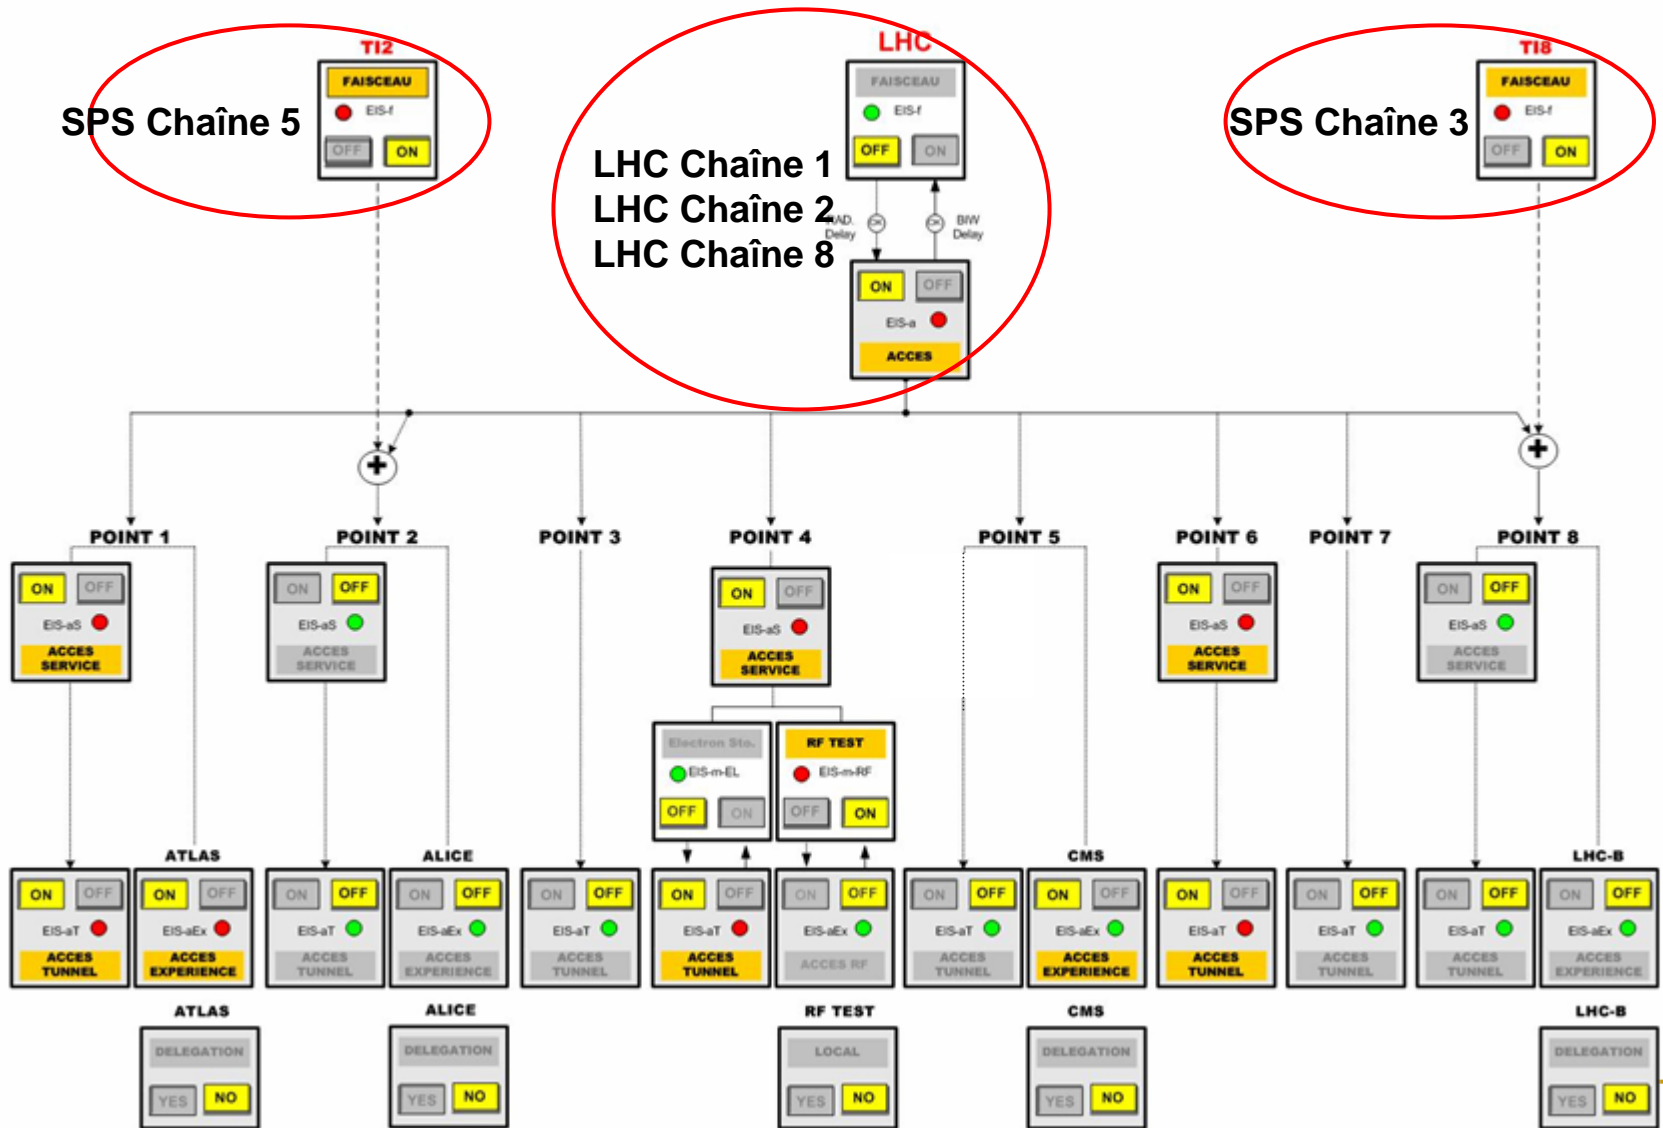 TI2
LHC
TI8
FAISCEAU
FAISCEAU
FAISCEAU
SPS Chaîne 5
EIS-f
EIS-f
SPS Chaîne 3
EIS-f
OFF ON
OFF ON
OFF ON
LHC Chaîne 1
LHC Chaîne 2
LHC Chaîne 8
RAD. Delay
BIW Delay
ON OFF
EIS-a
ACCES
+
+
POINT 1
POINT 2
POINT 3
POINT 4
POINT 5
POINT 6
POINT 7
POINT 8
ON OFF
EIS-aS
ACCES
SERVICE
ON OFF
EIS-aS
ACCES
SERVICE
ON OFF
EIS-aS
ACCES
SERVICE
ON OFF
EIS-aS
ACCES
SERVICE
ON OFF
EIS-aS
ACCES
SERVICE
Electron Sto.
EIS-m-EL
OFF ON
RF TEST
EIS-m-RF
OFF ON
ATLAS
ALICE
CMS
LHC-B
ON OFF
EIS-aT
ACCES
TUNNEL
ON OFF
EIS-aEx
ACCES
EXPERIENCE
ON OFF
EIS-aT
ACCES
TUNNEL
ON OFF
EIS-aEx
ACCES
EXPERIENCE
ON OFF
EIS-aT
ACCES
TUNNEL
ON OFF
EIS-aT
ACCES
TUNNEL
ON OFF
EIS-aEx
ACCES RF
ON OFF
EIS-aT
ACCES
TUNNEL
ON OFF
EIS-aEx
ACCES
EXPERIENCE
ON OFF
EIS-aT
ACCES
TUNNEL
ON OFF
EIS-aT
ACCES
TUNNEL
ON OFF
EIS-aT
ACCES
TUNNEL
ON OFF
EIS-aEx
ACCES
EXPERIENCE
ATLAS
DELEGATION
YES NO
ALICE
DELEGATION
YES NO
RF TEST
LOCAL
YES NO
CMS
DELEGATION
YES NO
LHC-B
DELEGATION
YES NO